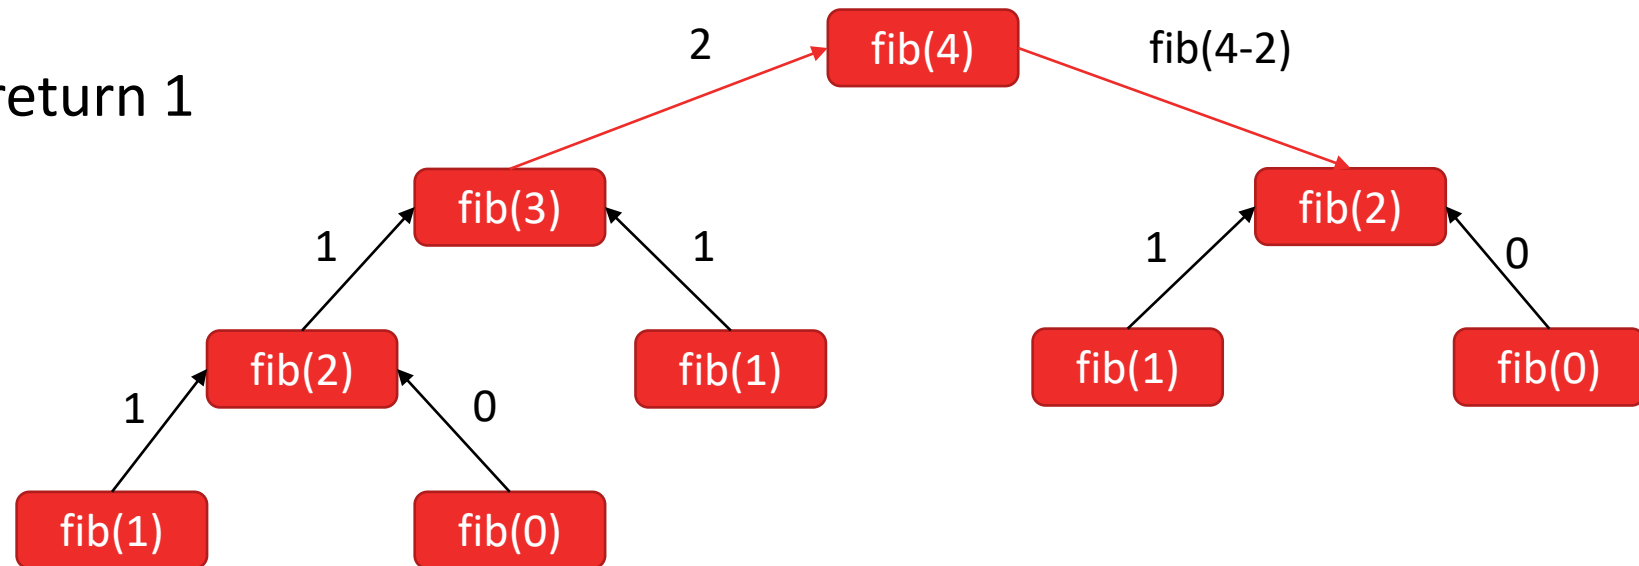 2
fib(4)
fib(4-2)
return 1
fib(3)
fib(2)
1
1
1
0
fib(2)
fib(1)
fib(1)
fib(0)
1
0
fib(1)
fib(0)